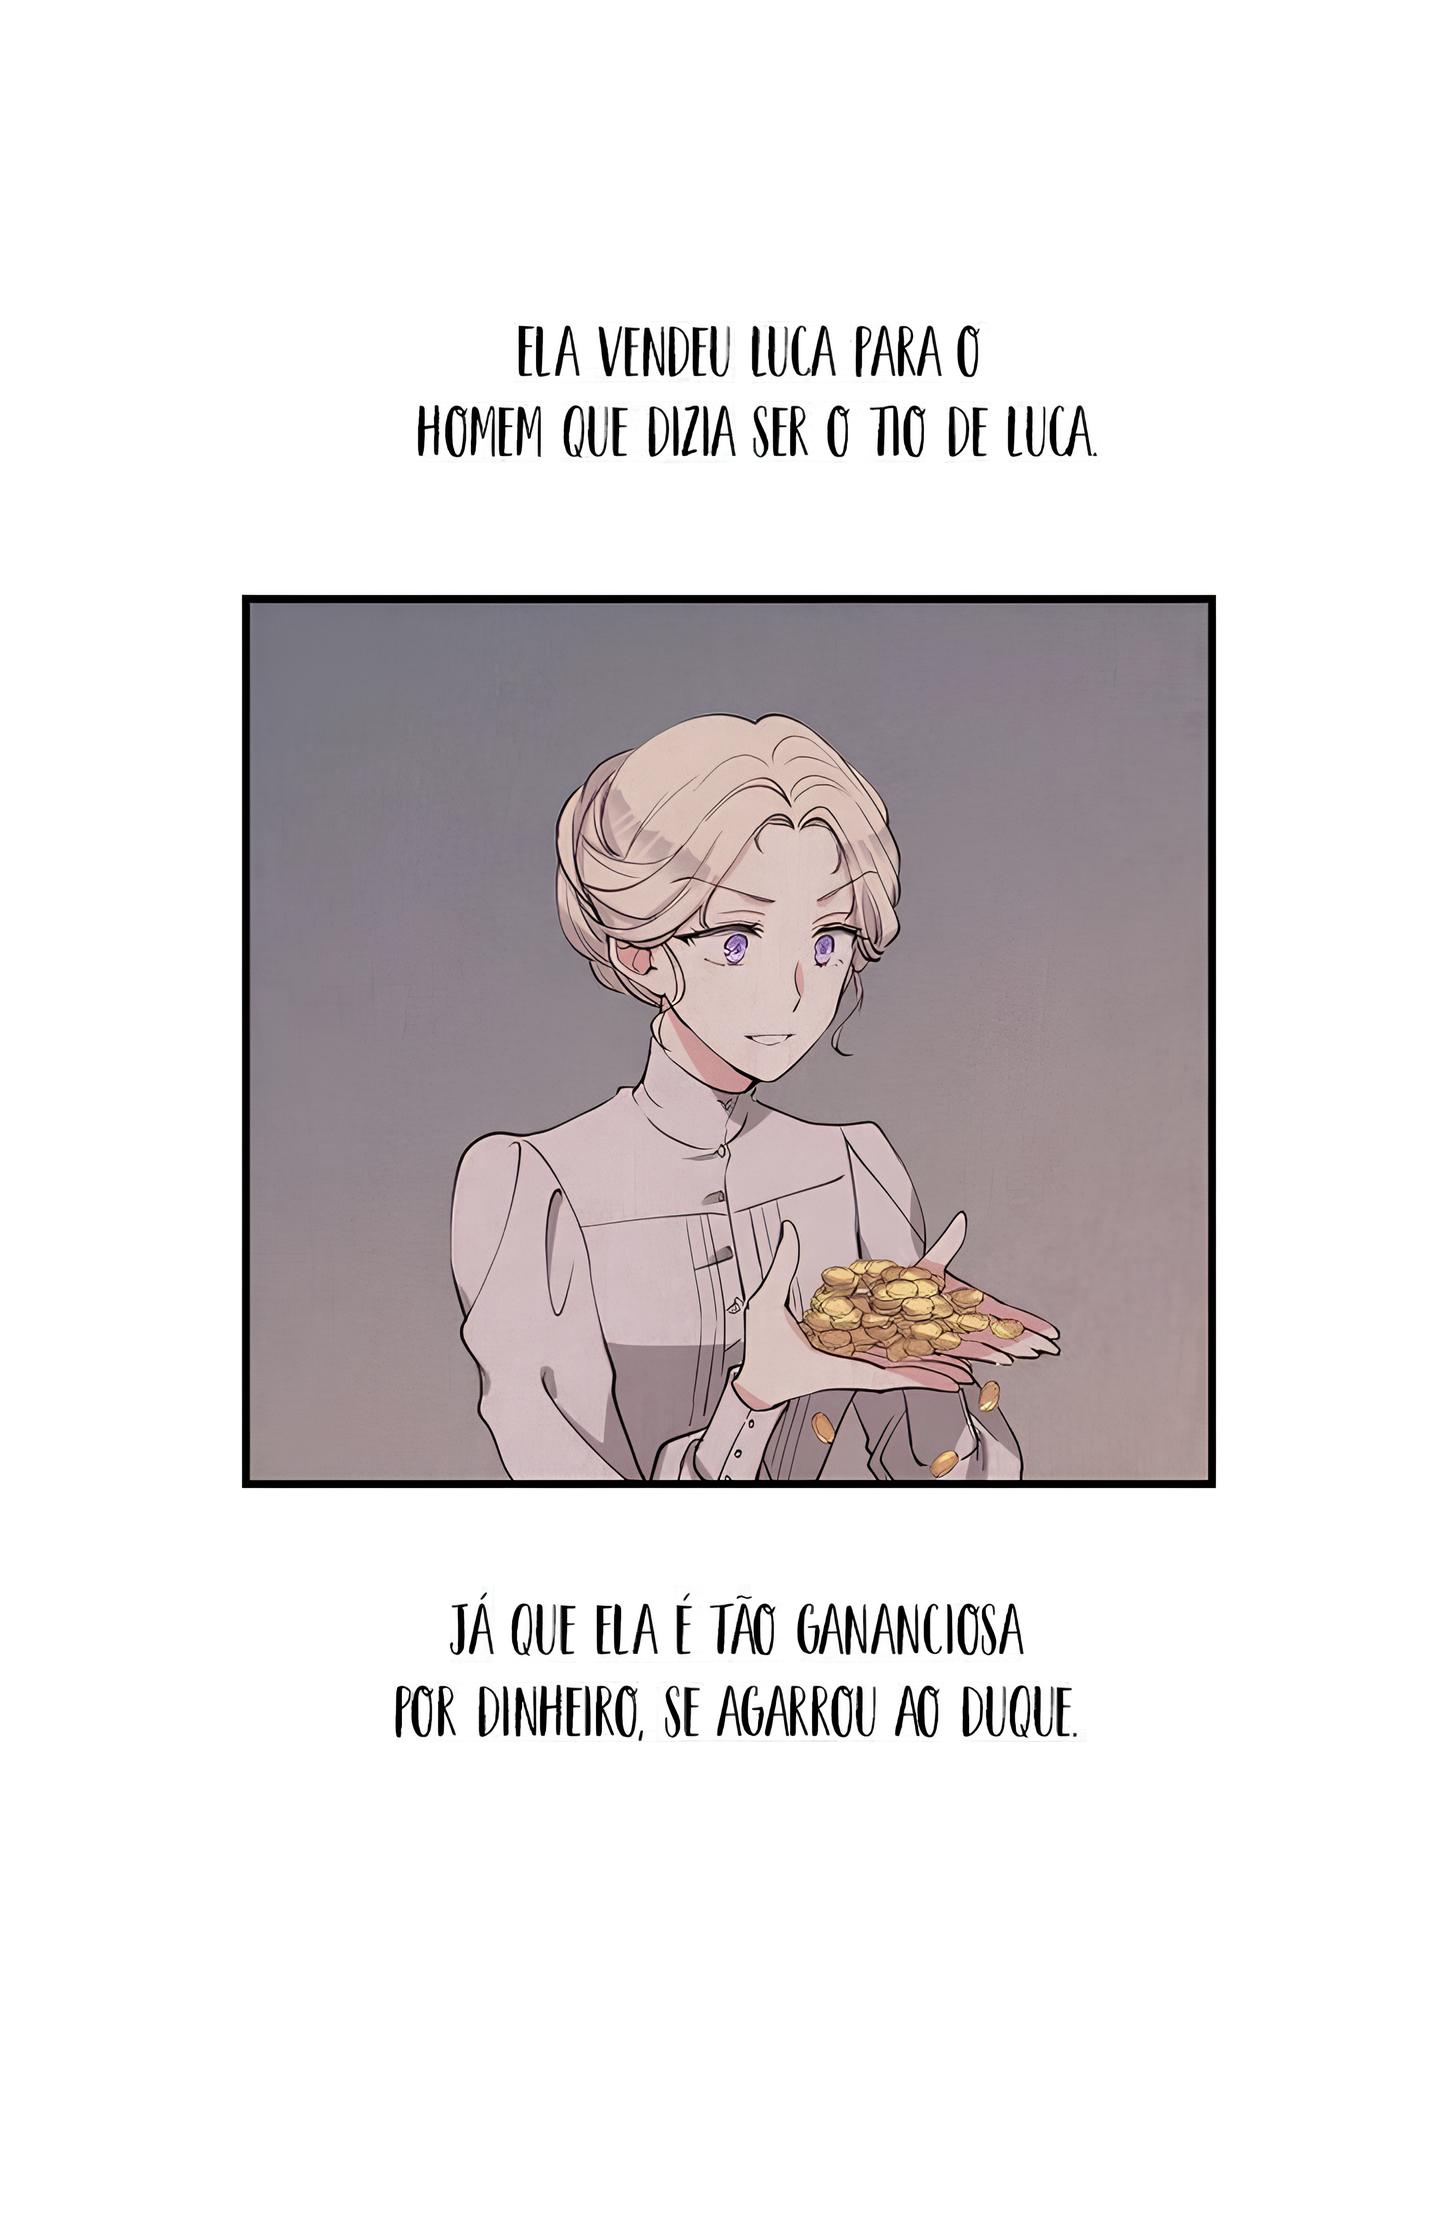 ELA VENDEU LUCA PARA O
HOMEM QUE DIZIA SER O TIO DE LUCA.
JÁ QUE ELA É TÃO GANANCIOSA
POR DINHEIRO, SE AGARROU AO DUQUE.